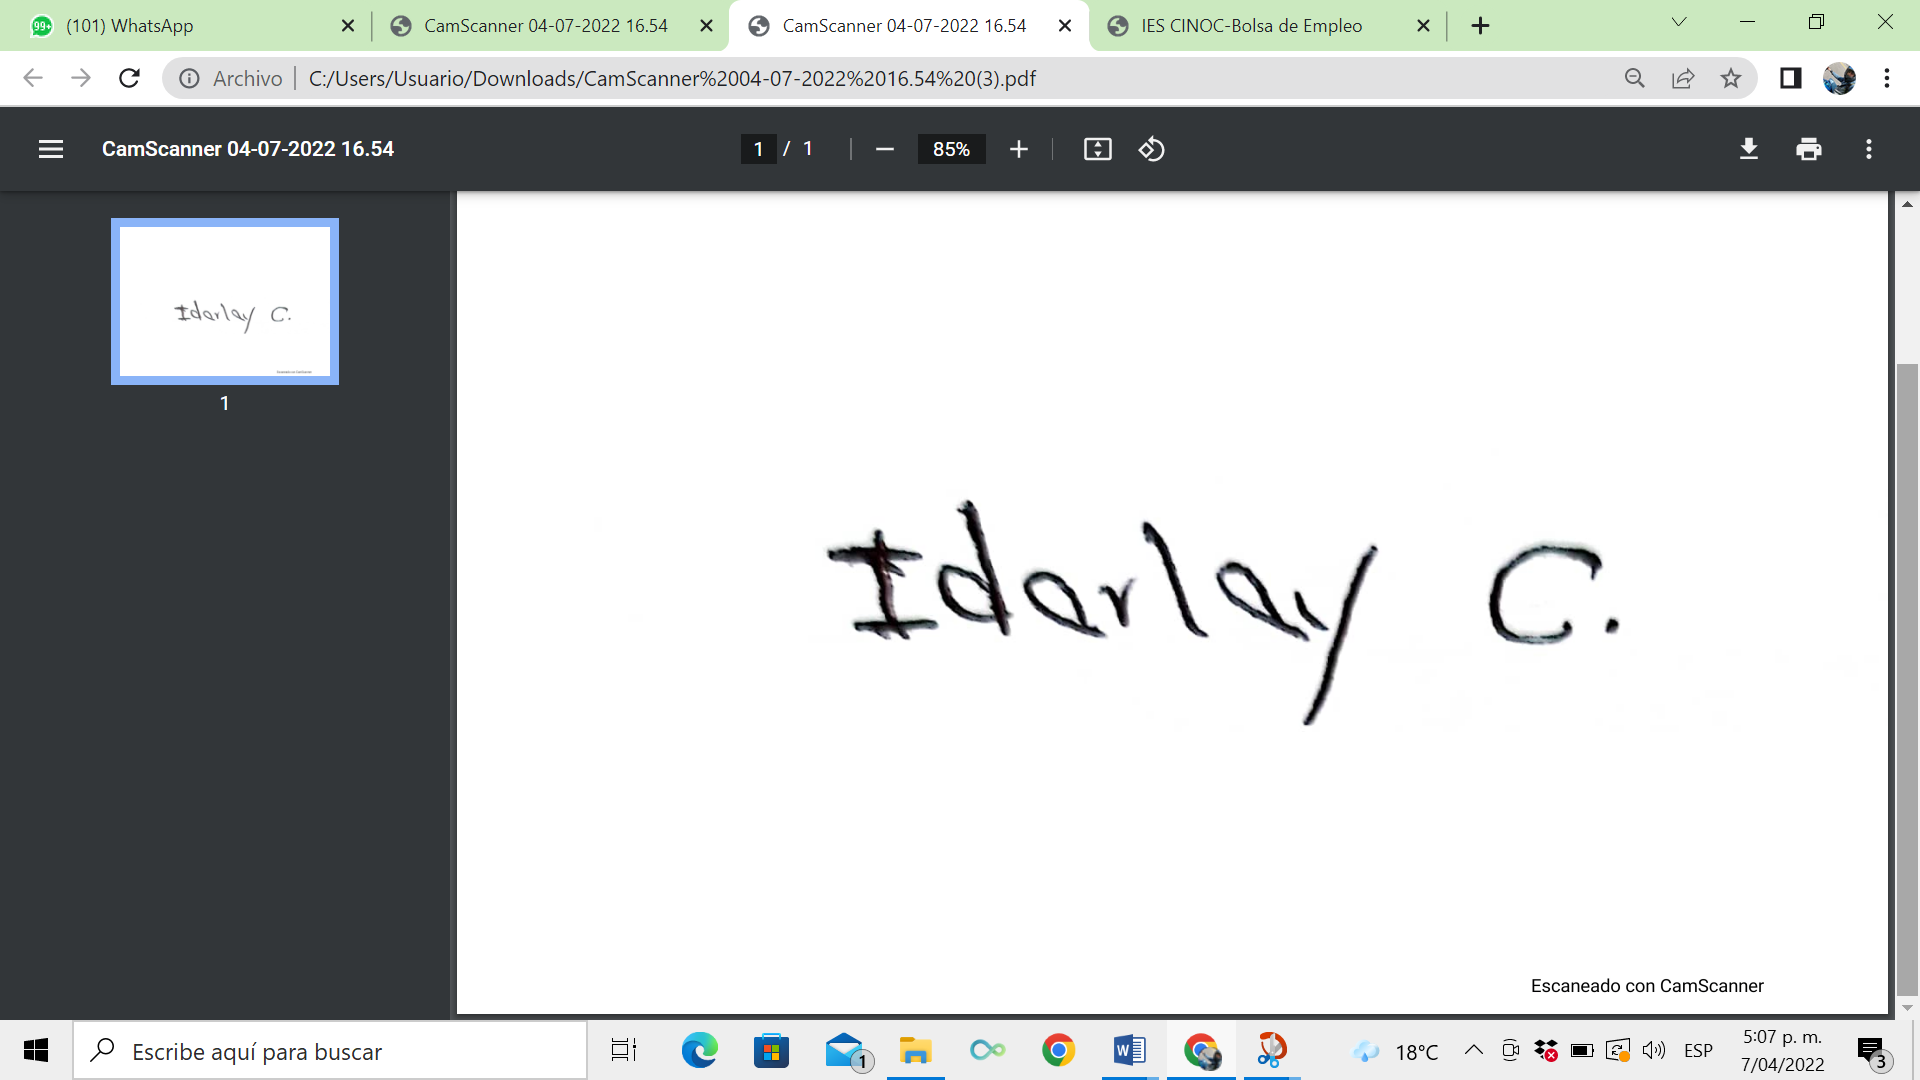 (101) WhatsApp
CamScanner 04-07-2022 16.54
CamScanner 04-07-2022 16.54
IES CINOC-Bolsa de Empleo
Archivo
C:/Users/Usuario/Downloads/CamScanner%2004-07-2022%2016.54%20(3).pdf
CamScanner 04-07-2022 16.54
1 / 1
85%
Idarlay C.
1
Idarlay C.
Escaneado con CamScanner
Escribe aquí para buscar
1
18°C
ESP
5:07 p. m.
7/04/2022
3